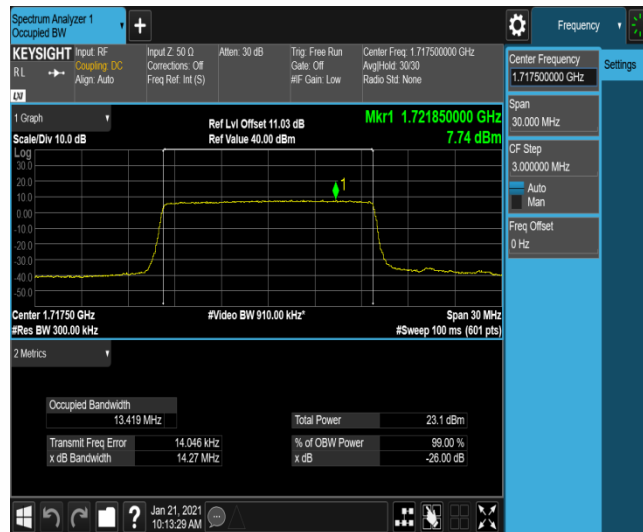 Spectrum Analyzer 1
Occupied BW
Frequency
KEYSIGHT
Input: RF
Coupling: DC
Align: Auto
Input Z: 50 Ω
Corrections: Off
Freq Ref: Int (S)
Atten: 30 dB
Trig: Free Run
Gate: Off
#IF Gain: Low
Center Freq: 1.717500000 GHz
Avg|Hold: 30/30
Radio Std: None
RL
LXI
Center Frequency
1.717500000 GHz
Settings
Span
30.000 MHz
CF Step
3.000000 MHz
Auto
Man
Freq Offset
0 Hz
1 Graph
Scale/Div 10.0 dB
Ref Lvl Offset 11.03 dB
Ref Value 40.00 dBm
Mkr1 1.721850000 GHz
7.74 dBm
Log
30.0
20.0
10.0
0.00
-10.0
-20.0
-30.0
-40.0
-50.0
1
Center 1.71750 GHz
#Res BW 300.00 kHz
#Video BW 910.00 kHz*
Span 30 MHz
#Sweep 100 ms (601 pts)
2 Metrics
Occupied Bandwidth
13.419 MHz
Total Power 23.1 dBm
Transmit Freq Error 14.046 kHz
% of OBW Power 99.00 %
x dB Bandwidth 14.27 MHz
x dB -26.00 dB
?
Jan 21, 2021
10:13:29 AM